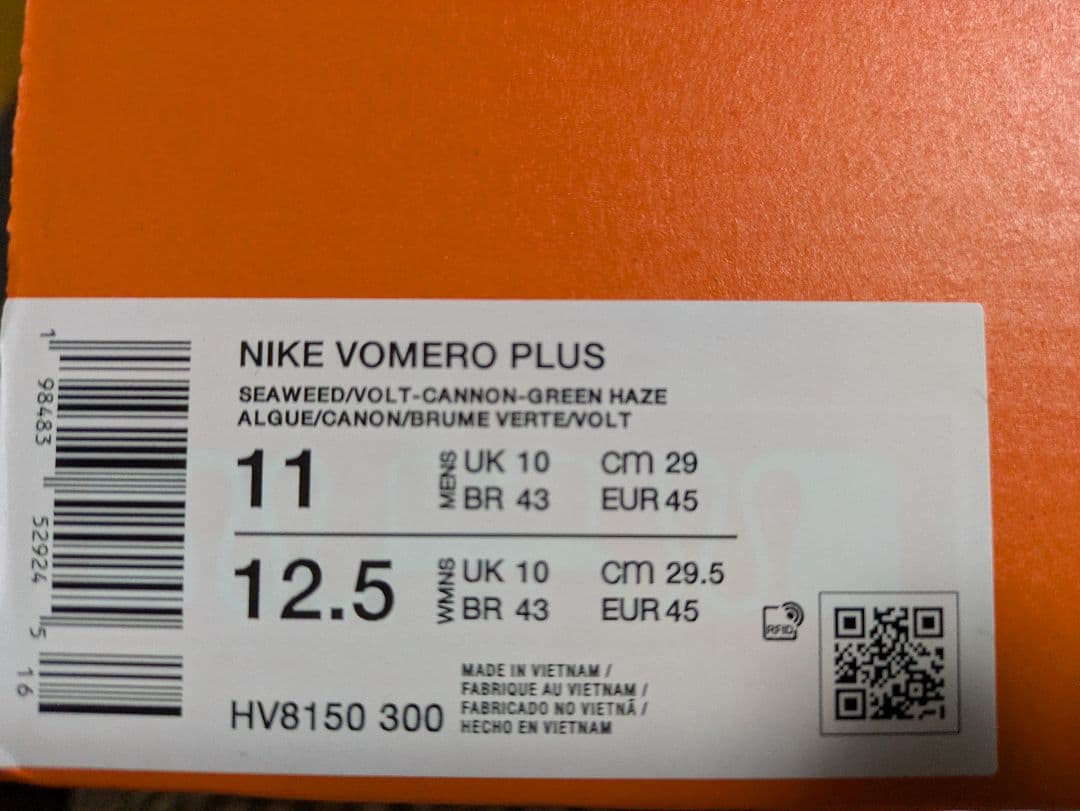 NIKE VOMERO PLUS
SEAWEED/VOLT-CANNON-GREEN HAZE
ALGUE/CANON/BRUME VERTE/VOLT
11 MENS UK 10 CM 29
BR 43 EUR 45
12.5 WMNS UK 10 CM 29.5
BR 43 EUR 45
RFID
MADE IN VIETNAM /
FABRIQUE AU VIETNAM /
FABRICADO NO VIETNÃ /
HECHO EN VIETNAM
HV8150 300
1 98483 52924 5 16